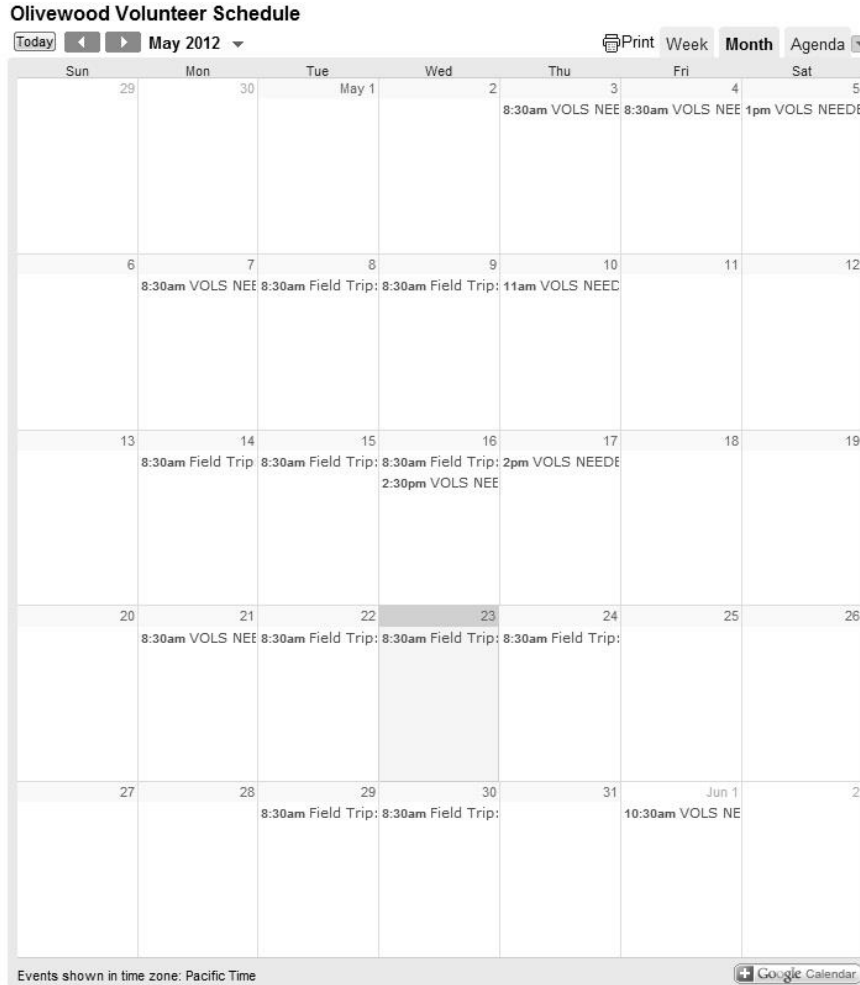 Olivewood Volunteer Schedule
Today May 2012 Print Week Month Agenda
Sun Mon Tue Wed Thu Fri Sat
29 30 May 1 2 3 4 5
8:30am VOLS NEE 8:30am VOLS NEE 1pm VOLS NEEDE
6 7 8 9 10 11 12
8:30am VOLS NEE 8:30am Field Trip: 8:30am Field Trip: 11am VOLS NEED
13 14 15 16 17 18 19
8:30am Field Trip 8:30am Field Trip: 8:30am Field Trip: 2pm VOLS NEEDE
2:30pm VOLS NEE
20 21 22 23 24 25 26
8:30am VOLS NEE 8:30am Field Trip: 8:30am Field Trip: 8:30am Field Trip:
27 28 29 30 31 Jun 1 2
8:30am Field Trip: 8:30am Field Trip: 10:30am VOLS NE
Events shown in time zone: Pacific Time
Google Calendar